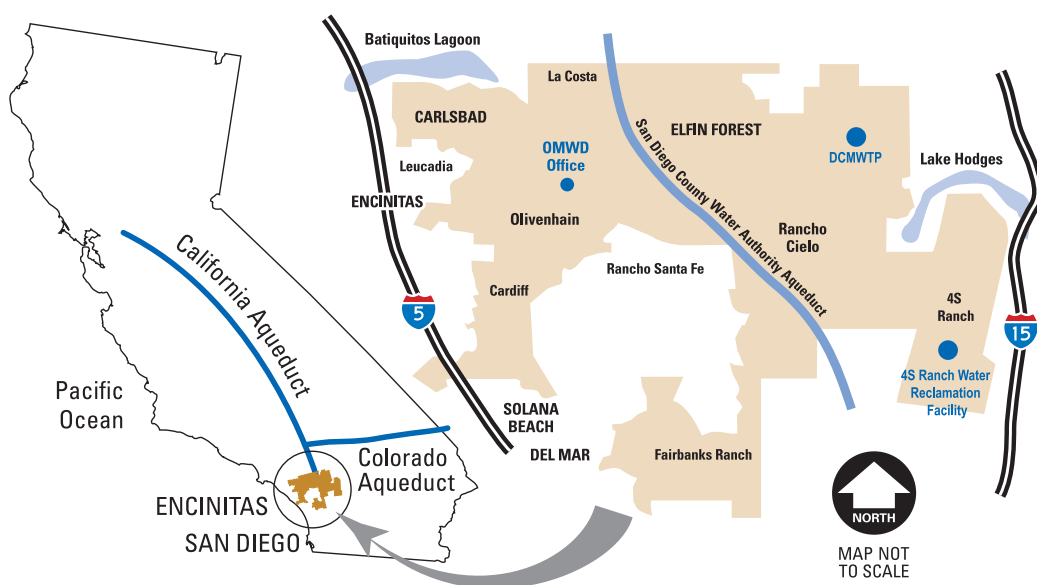 Batiquitos Lagoon
La Costa
CARLSBAD
OMWD
Office
ELFIN FOREST
DCMWTP
Lake Hodges
Leucadia
ENCINITAS
San Diego County Water Authority Aqueduct
Olivenhain
Rancho
Cielo
Rancho Santa Fe
Cardiff
4S
Ranch
5
15
4S Ranch Water
Reclamation
Facility
SOLANA
BEACH
DEL MAR
Fairbanks Ranch
California Aqueduct
Pacific
Ocean
Colorado
Aqueduct
ENCINITAS
SAN DIEGO
NORTH
MAP NOT
TO SCALE